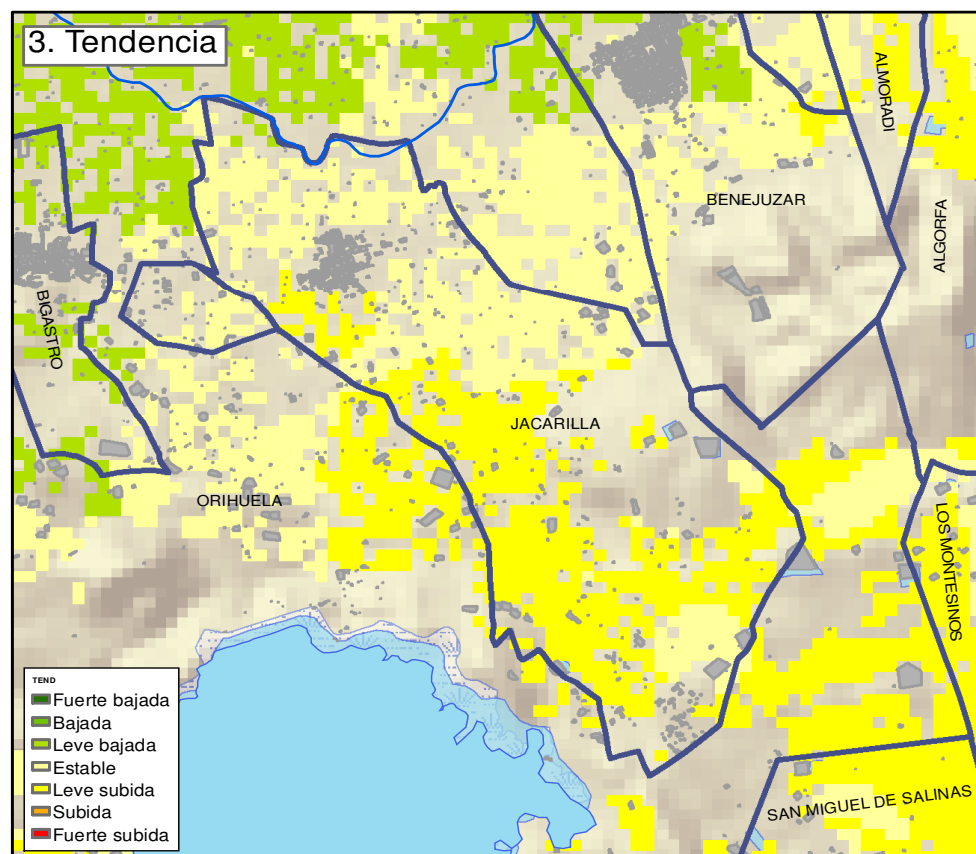 3. Tendencia
ALMORADI
BENEJUZAR
ALGORFA
BIGASTRO
JACARILLA
ORIHUELA
LOS MONTESINOS
SAN MIGUEL DE SALINAS
TEND
Fuerte bajada
Bajada
Leve bajada
Estable
Leve subida
Subida
Fuerte subida